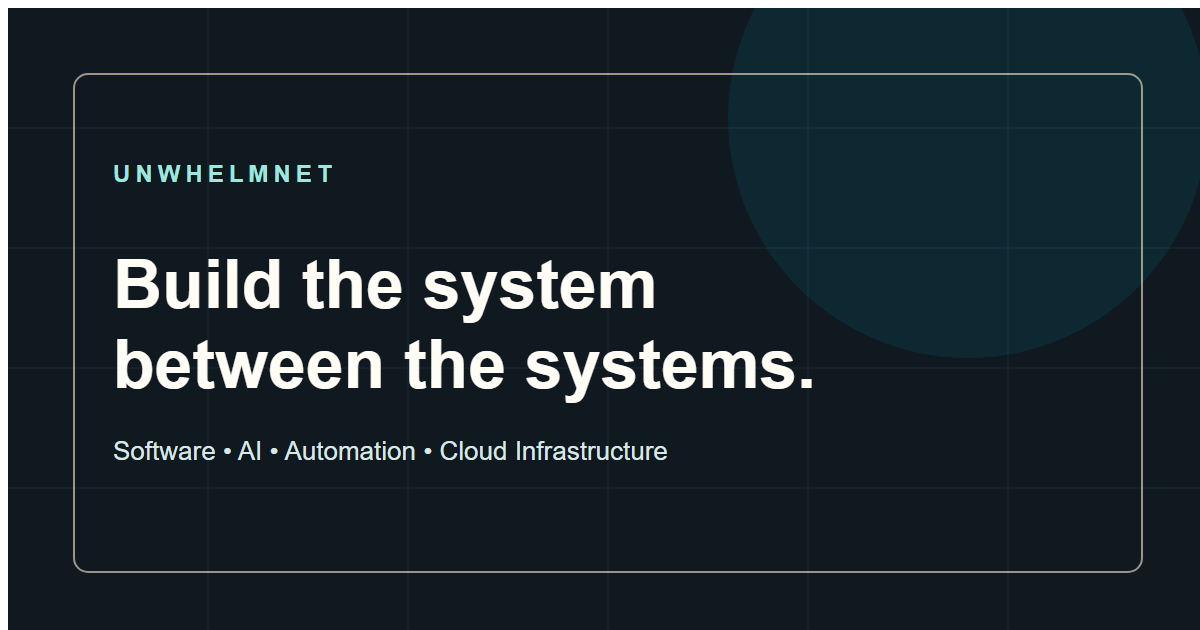 UNWHELMNET
Build the system
between the systems.
Software • AI • Automation • Cloud Infrastructure